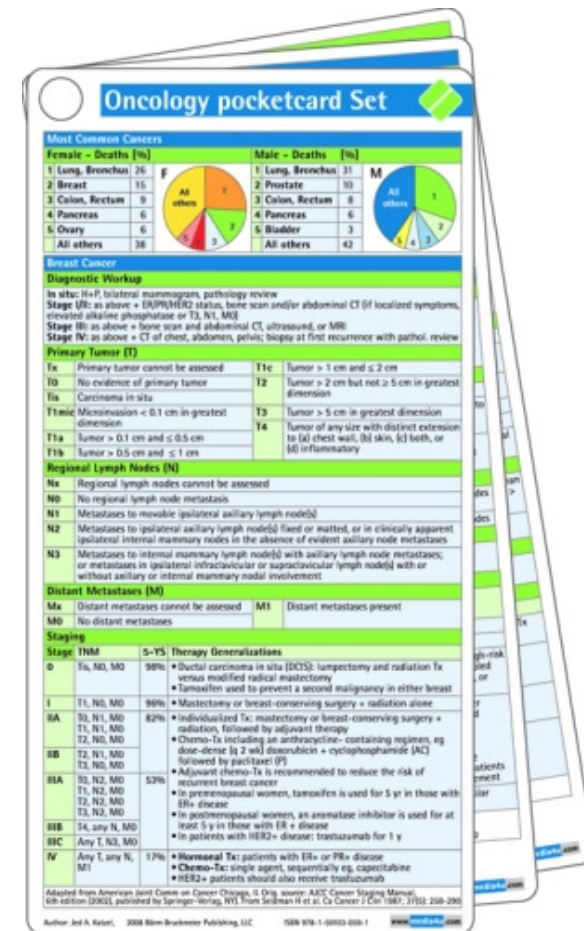 Oncology pocketcard Set
Most Common Cancers
Female - Deaths [%]
Male - Deaths [%]
1 Lung, Bronchus 26
2 Breast 15
3 Colon, Rectum 9
4 Pancreas 6
5 Ovary 6
All others 38
F
All others
1
2
3
4
5
1 Lung, Bronchus 31
2 Prostate 10
3 Colon, Rectum 8
4 Pancreas 6
5 Bladder 3
All others 42
M
All others
1
2
3
4
5
Breast Cancer
Diagnostic Workup
In situ: H+P, bilateral mammogram, pathology review
Stage I/II: as above + ER/PR/HER2 status, bone scan and/or abdominal CT (if localized symptoms,
elevated alkaline phosphatase or T3, N1, M0)
Stage III: as above + bone scan and abdominal CT, ultrasound, or MRI
Stage IV: as above + CT of chest, abdomen, pelvis; biopsy at first recurrence with pathol. review
Primary Tumor (T)
Tx Primary tumor cannot be assessed
T0 No evidence of primary tumor
Tis Carcinoma in situ
T1mic Microinvasion < 0.1 cm in greatest
dimension
T1a Tumor > 0.1 cm and ≤ 0.5 cm
T1b Tumor > 0.5 cm and ≤ 1 cm
T1c Tumor > 1 cm and ≤ 2 cm
T2 Tumor > 2 cm but not ≥ 5 cm in greatest
dimension
T3 Tumor > 5 cm in greatest dimension
T4 Tumor of any size with distinct extension
to (a) chest wall, (b) skin, (c) both, or
(d) inflammatory
Regional Lymph Nodes (N)
Nx Regional lymph nodes cannot be assessed
N0 No regional lymph node metastasis
N1 Metastases to movable ipsilateral axillary lymph node(s)
N2 Metastases to ipsilateral axillary lymph node(s) fixed or matted, or in clinically apparent
ipsilateral internal mammary nodes in the absence of evident axillary node metastases
N3 Metastases to internal mammary lymph node(s) with axillary lymph node metastases;
or metastases in ipsilateral infraclavicular or supraclavicular lymph node(s) with or
without axillary or internal mammary nodal involvement
Distant Metastases (M)
Mx Distant metastases cannot be assessed
M1 Distant metastases present
M0 No distant metastases
Staging
Stage TNM 5-YS Therapy Generalizations
0 Tis, N0, M0 98% • Ductal carcinoma in situ (DCIS): lumpectomy and radiation Tx
versus modified radical mastectomy
• Tamoxifen used to prevent a second malignancy in either breast
I T1, N0, M0 96% • Mastectomy or breast-conserving surgery + radiation alone
IIA T0, N1, M0 82%
T1, N1, M0
T2, N0, M0
IIB T2, N1, M0
T3, N0, M0
• Individualized Tx: mastectomy or breast-conserving surgery +
radiation, followed by adjuvant therapy
• Chemo-Tx including an anthracycline- containing regimen, eg
dose-dense (q 2 wk) doxorubicin + cyclophosphamide (AC)
followed by paclitaxel (P)
• Adjuvant chemo-Tx is recommended to reduce the risk of
recurrent breast cancer
• In premenopausal women, tamoxifen is used for 5 yr in those with
ER+ disease
• In postmenopausal women, an aromatase inhibitor is used for at
least 5 y in those with ER + disease
• In patients with HER2+ disease: trastuzumab for 1 y
IIIA T0, N2, M0 53%
T1, N2, M0
T2, N2, M0
T3, N2, M0
IIIB T4, any N, M0
IIIC Any T, N3, M0
IV Any T, any N, 17%
M1
• Hormonal Tx: patients with ER+ or PR+ disease
• Chemo-Tx: single agent, sequentially eg, capecitabine
• HER2+ patients should also receive trastuzumab
Adapted from American Joint Comm on Cancer Chicago, Il. Orig. source: AJCC Cancer Staging Manual,
6th edition (2002), published by Springer-Verlag, NY). From Seidman H et al. Ca Cancer J Clin 1987; 37(5): 258-290
Author: Jed A. Katzel, 2008 Börm Bruckmeier Publishing, LLC ISBN 978-1-59103-059-1 www.media4u.com